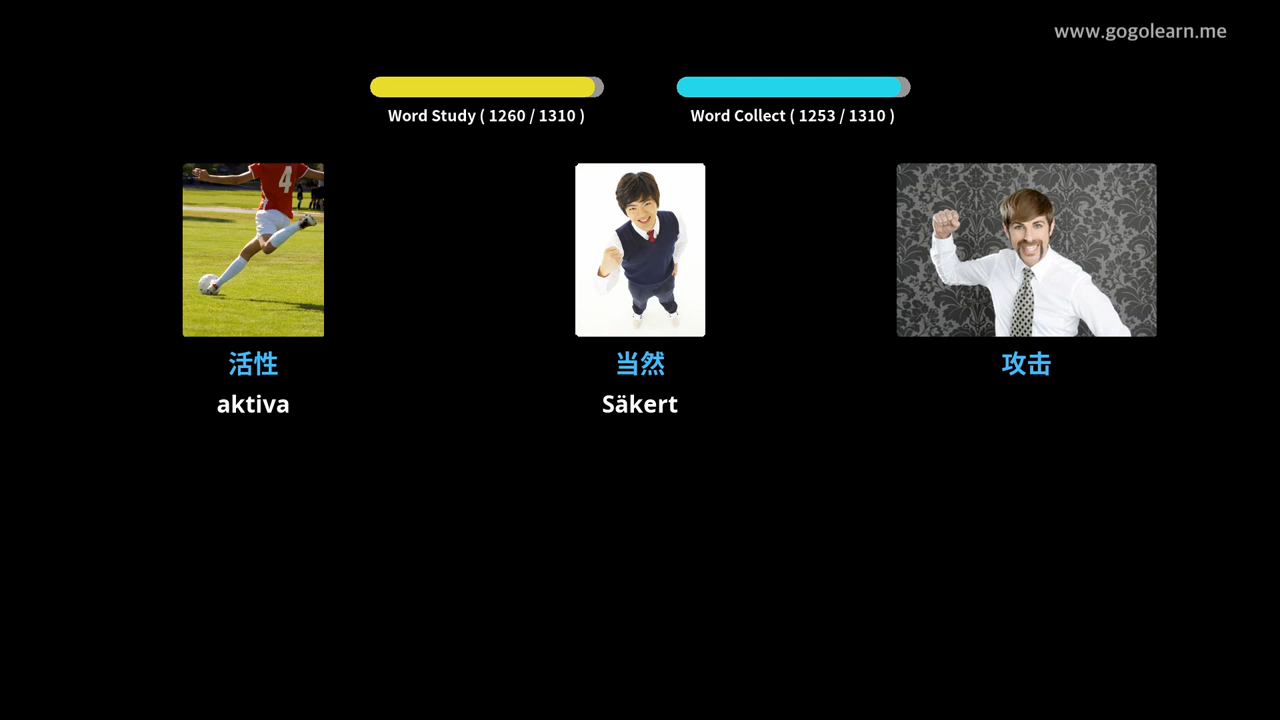 www.gogolearn.me
Word Study ( 1260 / 1310 )
Word Collect ( 1253 / 1310 )
4
活性
当然
攻击
aktiva
Säkert